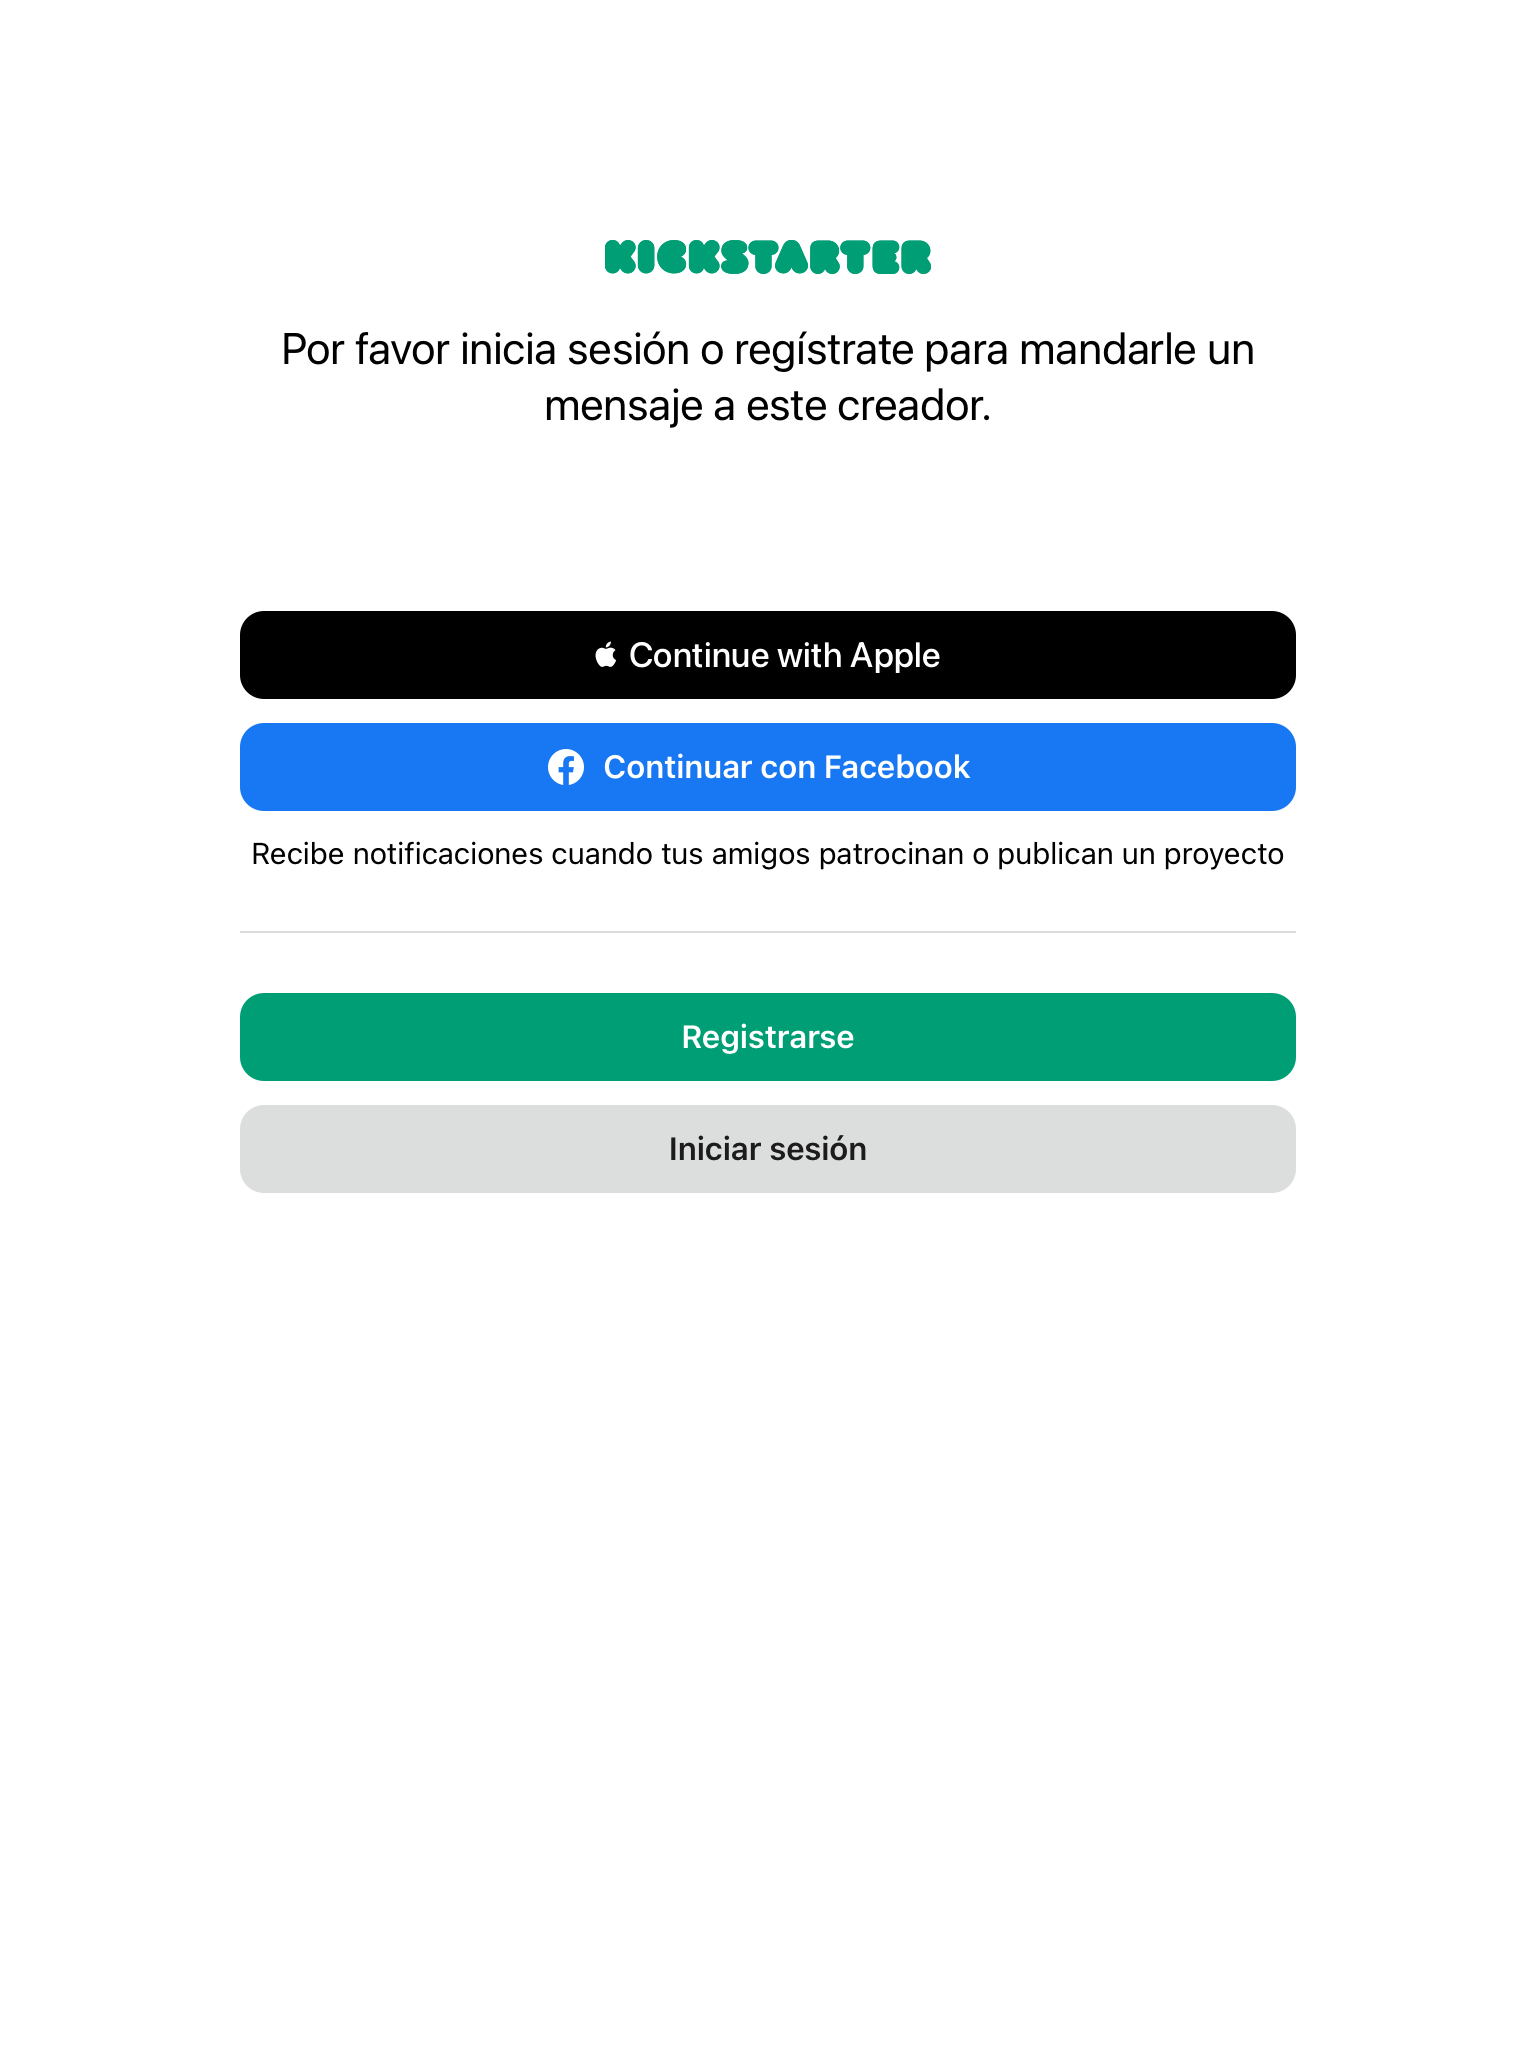 KICKSTARTER
Por favor inicia sesión o regístrate para mandarle un
mensaje a este creador.
Continue with Apple
Continuar con Facebook
Recibe notificaciones cuando tus amigos patrocinan o publican un proyecto
Registrarse
Iniciar sesión